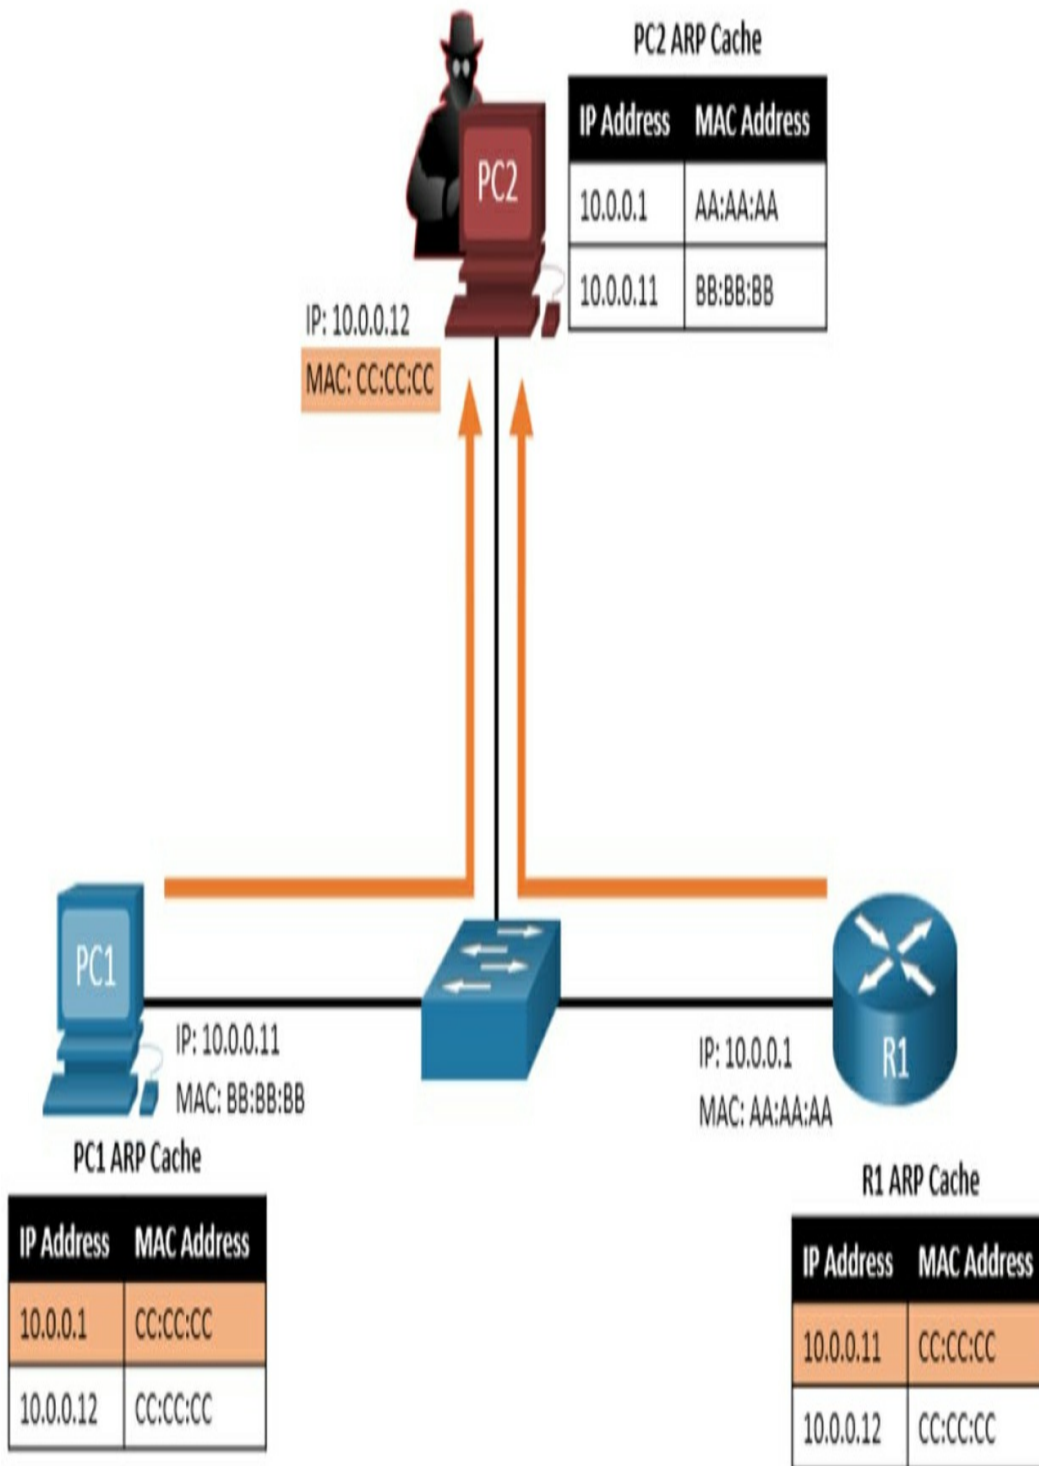 PC2 ARP Cache
IP Address MAC Address
10.0.0.1 AA:AA:AA
10.0.0.11 BB:BB:BB
PC2
IP: 10.0.0.12
MAC: CC:CC:CC
PC1
IP: 10.0.0.11
MAC: BB:BB:BB
R1
IP: 10.0.0.1
MAC: AA:AA:AA
PC1 ARP Cache
IP Address MAC Address
10.0.0.1 CC:CC:CC
10.0.0.12 CC:CC:CC
R1 ARP Cache
IP Address MAC Address
10.0.0.11 CC:CC:CC
10.0.0.12 CC:CC:CC